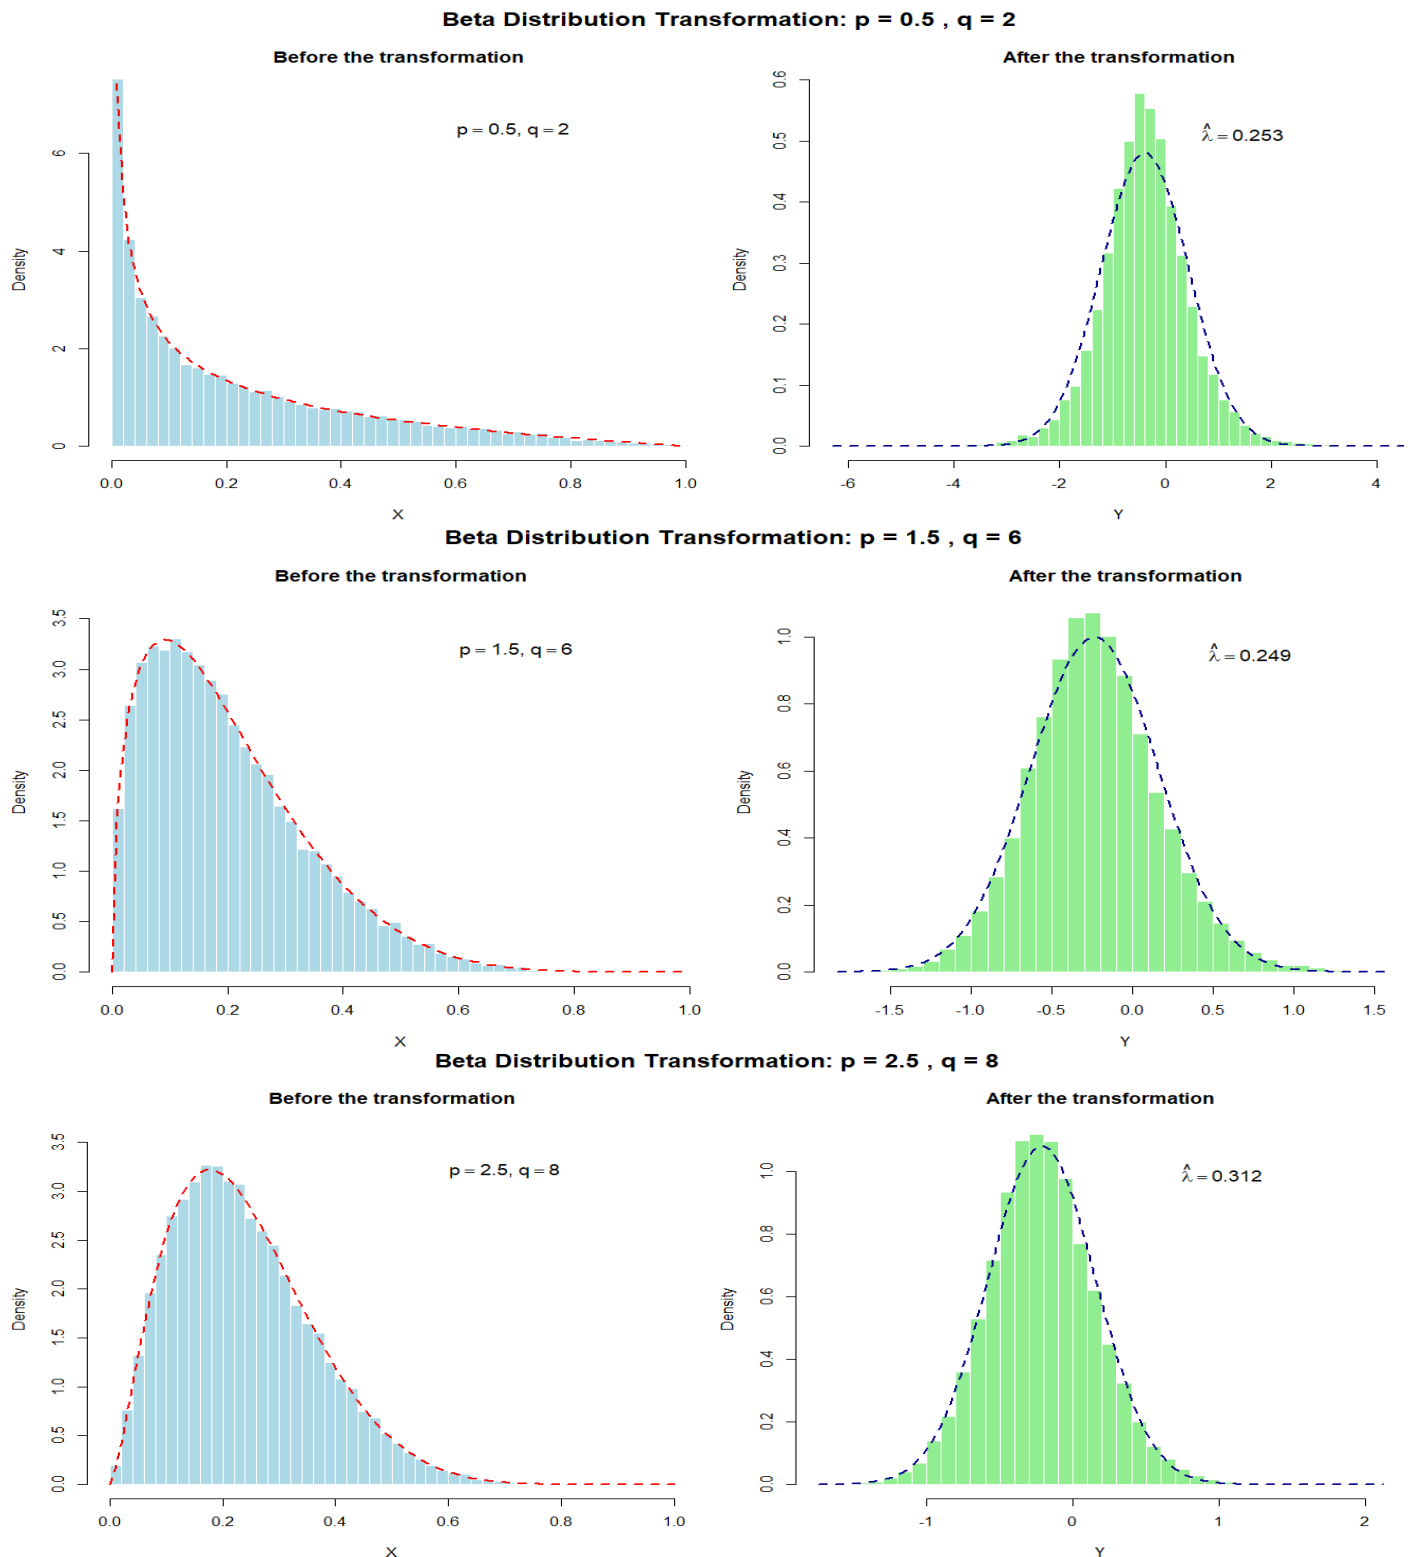 Beta Distribution Transformation: p = 0.5 , q = 2
Before the transformation
After the transformation
p = 0.5, q = 2
λ̂ = 0.253
Density
0 2 4 6
0.0 0.2 0.4 0.6 0.8 1.0
X
Density
0.0 0.1 0.2 0.3 0.4 0.5 0.6
-6 -4 -2 0 2 4
Y
Beta Distribution Transformation: p = 1.5 , q = 6
Before the transformation
After the transformation
p = 1.5, q = 6
λ̂ = 0.249
Density
0.0 0.5 1.0 1.5 2.0 2.5 3.0 3.5
0.0 0.2 0.4 0.6 0.8 1.0
X
Density
0.0 0.2 0.4 0.6 0.8 1.0
-1.5 -1.0 -0.5 0.0 0.5 1.0 1.5
Y
Beta Distribution Transformation: p = 2.5 , q = 8
Before the transformation
After the transformation
p = 2.5, q = 8
λ̂ = 0.312
Density
0.0 0.5 1.0 1.5 2.0 2.5 3.0 3.5
0.0 0.2 0.4 0.6 0.8 1.0
X
Density
0.0 0.2 0.4 0.6 0.8 1.0
-1 0 1 2
Y